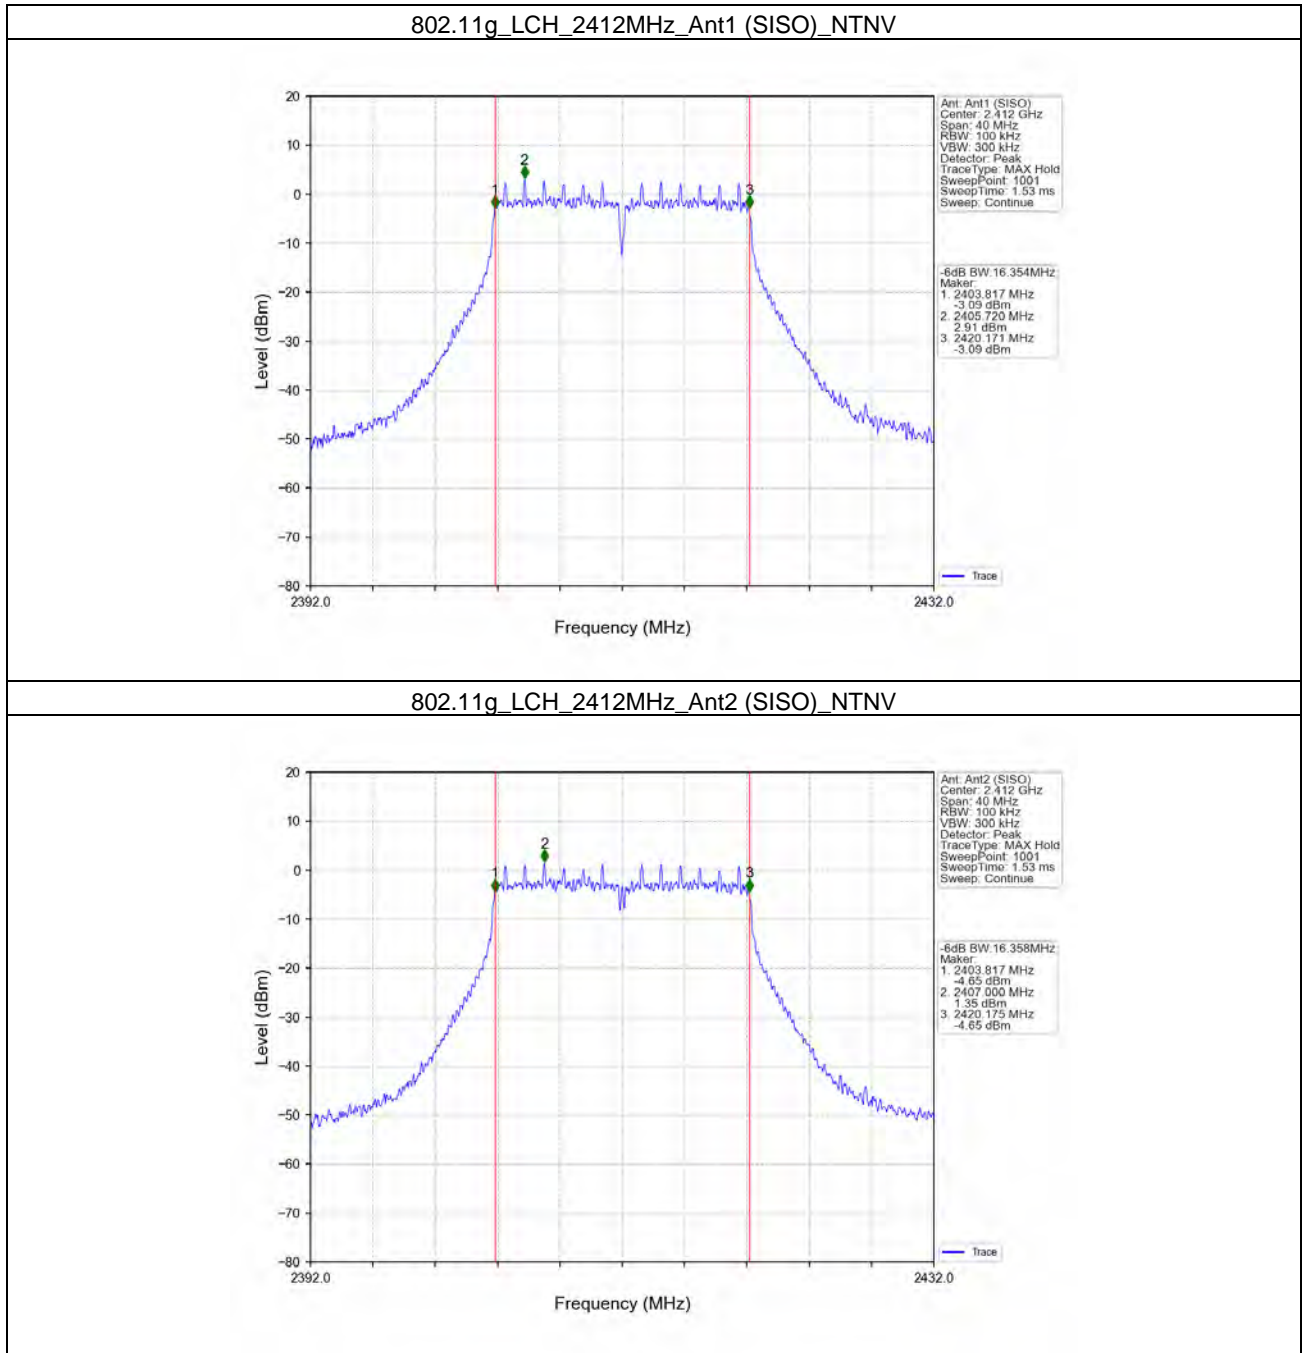 802.11g_LCH_2412MHz_Ant1 (SISO)_NTNV
20
10
0
−10
−20
−30
−40
−50
−60
−70
−80
Level (dBm)
2392.0
2432.0
Frequency (MHz)
1
2
3
Ant: Ant1 (SISO)
Center: 2.412 GHz
Span: 40 MHz
RBW: 100 kHz
VBW: 300 kHz
Detector: Peak
TraceType: MAX Hold
SweepPoint: 1001
SweepTime: 1.53 ms
Sweep: Continue
-6dB BW:16.354MHz
Maker:
1. 2403.817 MHz
-3.09 dBm
2. 2405.720 MHz
2.91 dBm
3. 2420.171 MHz
-3.09 dBm
Trace
802.11g_LCH_2412MHz_Ant2 (SISO)_NTNV
20
10
0
−10
−20
−30
−40
−50
−60
−70
−80
Level (dBm)
2392.0
2432.0
Frequency (MHz)
1
2
3
Ant: Ant2 (SISO)
Center: 2.412 GHz
Span: 40 MHz
RBW: 100 kHz
VBW: 300 kHz
Detector: Peak
TraceType: MAX Hold
SweepPoint: 1001
SweepTime: 1.53 ms
Sweep: Continue
-6dB BW:16.358MHz
Maker:
1. 2403.817 MHz
-4.65 dBm
2. 2407.000 MHz
1.35 dBm
3. 2420.175 MHz
-4.65 dBm
Trace